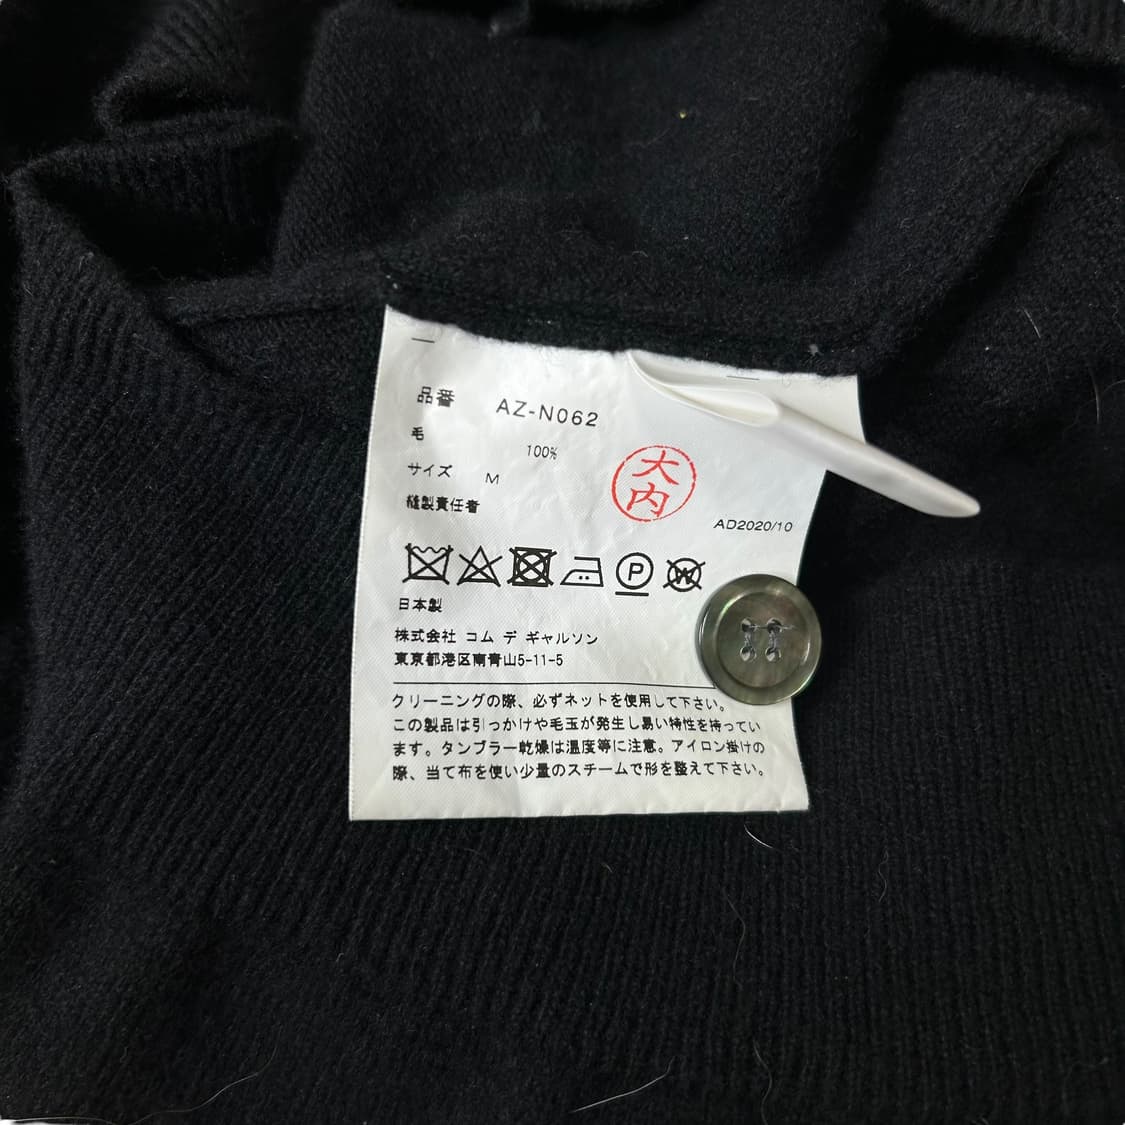 品番 AZ-N062
毛 100%
サイズ M
縫製責任者
大内
AD2020/10
P W
日本製
株式会社 コム デ ギャルソン
東京都港区南青山5-11-5
クリーニングの際、必ずネットを使用して下さい。
この製品は引っかけや毛玉が発生し易い特性を持ってい
ます。タンブラー乾燥は温度等に注意。アイロン掛けの
際、当て布を使い少量のスチームで形を整えて下さい。